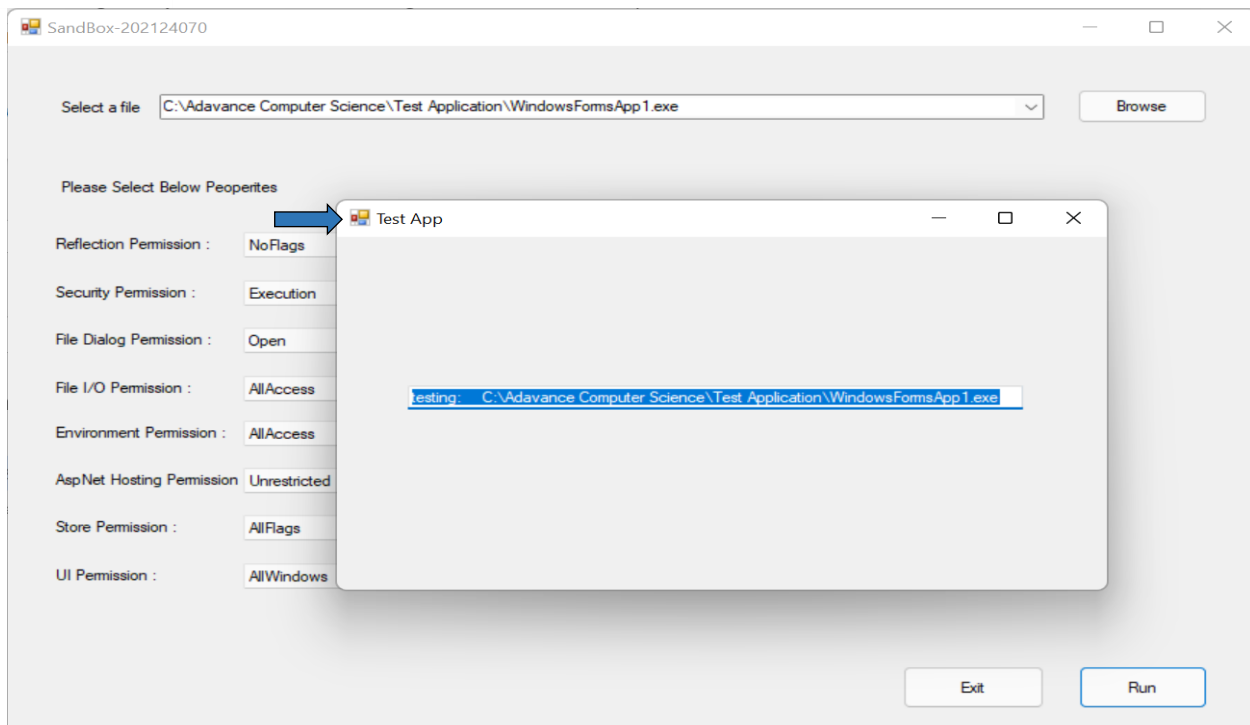 SandBox-202124070
Select a file C:\Adavance Computer Science\Test Application\WindowsFormsApp1.exe Browse
Please Select Below Peoperites
Test App
Reflection Permission : NoFlags
Security Permission : Execution
File Dialog Permission : Open
File I/O Permission : AllAccess
testing: C:\Adavance Computer Science\Test Application\WindowsFormsApp1.exe
Environment Permission : AllAccess
AspNet Hosting Permission Unrestricted
Store Permission : AllFlags
UI Permission : AllWindows
Exit Run